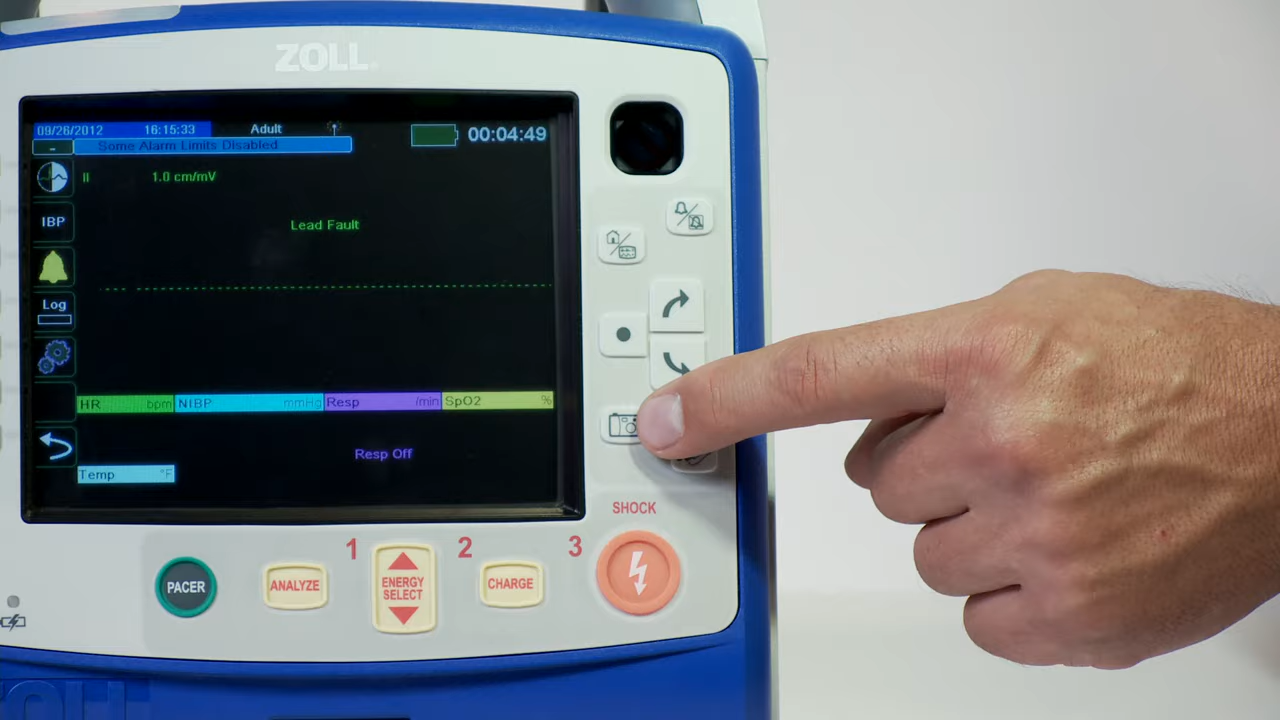 ZOLL
09/26/2012 16:15:33 Adult 00:04:49
- Some Alarm Limits Disabled
II 1.0 cm/mV
IBP
Lead Fault
Log
HR bpm NIBP mmHg Resp /min SpO2 %
Resp Off
Temp °F
SHOCK
1 2 3
PACER
ANALYZE
ENERGY
SELECT
CHARGE
ZOLL